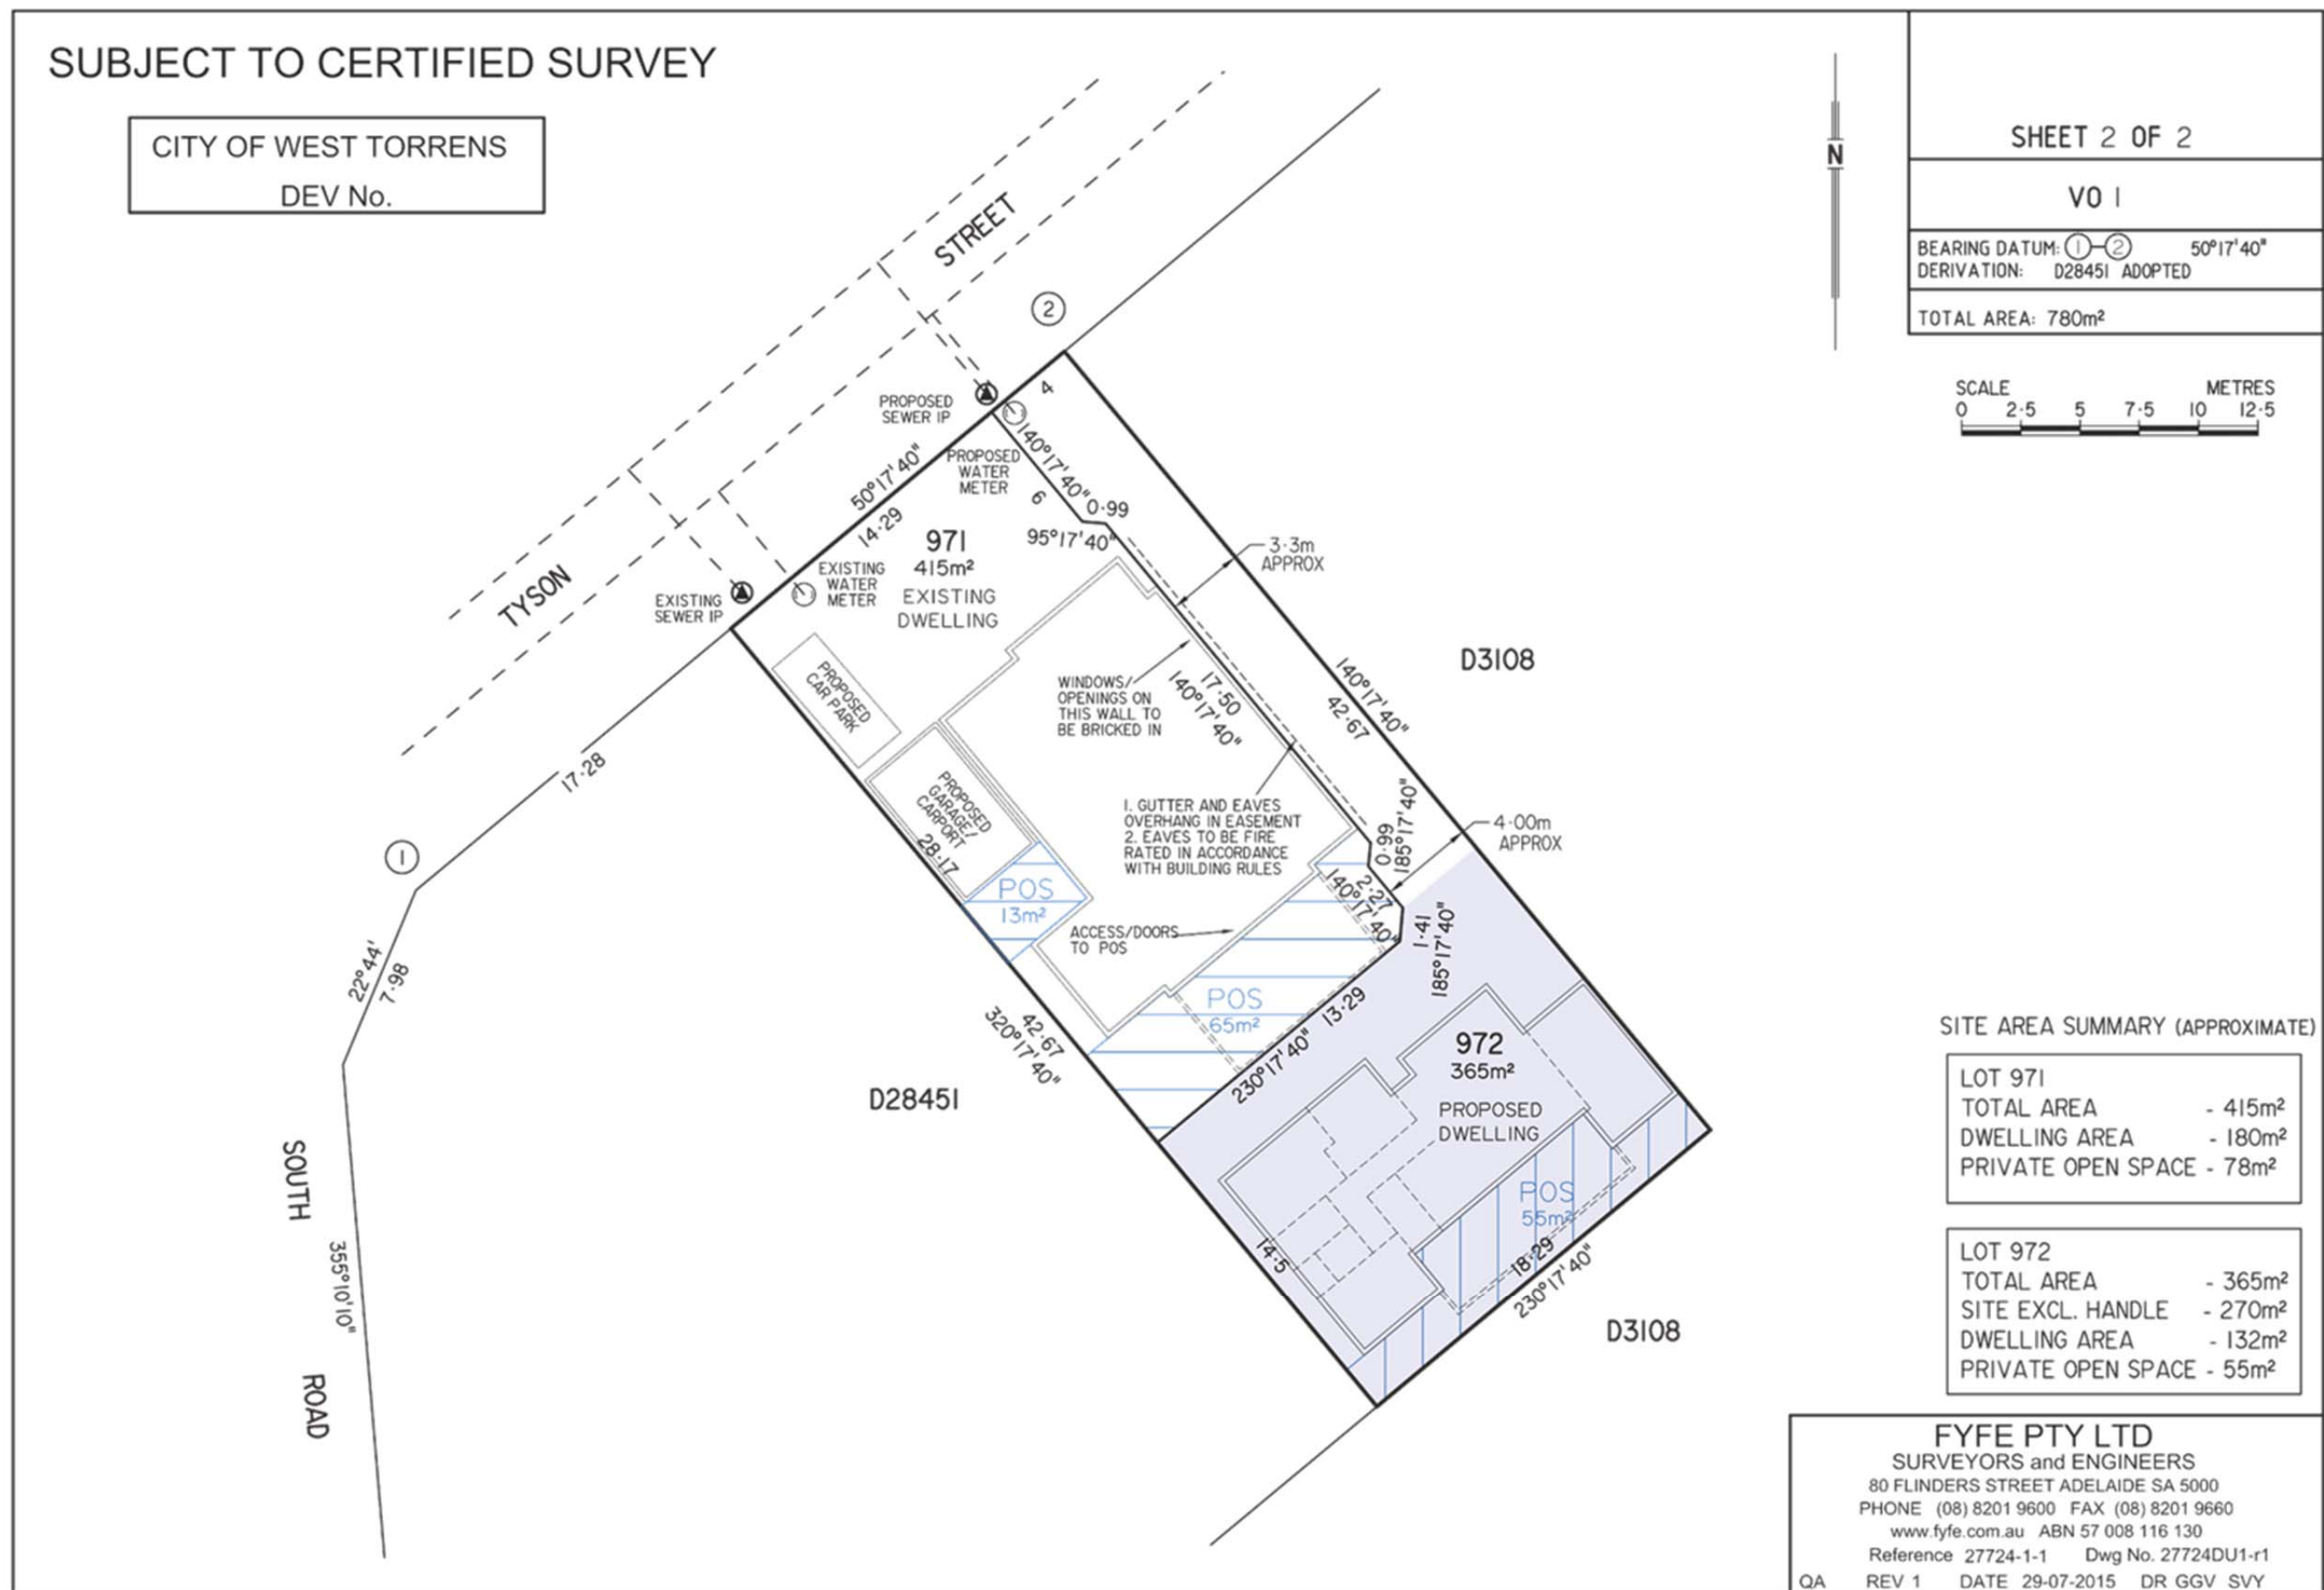 SUBJECT TO CERTIFIED SURVEY
CITY OF WEST TORRENS
DEV No.
N
SHEET 2 OF 2
VO 1
BEARING DATUM: 1-2 50°17'40"
DERIVATION: D28451 ADOPTED
TOTAL AREA: 780m²
SCALE METRES
0 2·5 5 7·5 10 12·5
STREET
TYSON
2
4
PROPOSED
SEWER IP
50°17'40"
14·29
PROPOSED
WATER
METER
140°17'40"
6
0·99
95°17'40"
971
415m²
EXISTING
DWELLING
EXISTING
WATER
METER
EXISTING
SEWER IP
3·3m
APPROX
D3108
140°17'40"
42·67
PROPOSED
CAR PARK
WINDOWS/
OPENINGS ON
THIS WALL TO
BE BRICKED IN
17·50
140°17'40"
17·28
1
PROPOSED
GARAGE/
CARPORT
28·17
1. GUTTER AND EAVES
OVERHANG IN EASEMENT
2. EAVES TO BE FIRE
RATED IN ACCORDANCE
WITH BUILDING RULES
0·99
185°17'40"
4·00m
APPROX
2·27
140°17'40"
POS
13m²
ACCESS/DOORS
TO POS
1·41
185°17'40"
22°44'
7·98
POS
65m²
13·29
230°17'40"
42·67
320°17'40"
D28451
972
365m²
PROPOSED
DWELLING
POS
55m²
14·5
18·29
230°17'40"
D3108
SOUTH
355°10'10"
ROAD
SITE AREA SUMMARY (APPROXIMATE)
LOT 971
TOTAL AREA - 415m²
DWELLING AREA - 180m²
PRIVATE OPEN SPACE - 78m²
LOT 972
TOTAL AREA - 365m²
SITE EXCL. HANDLE - 270m²
DWELLING AREA - 132m²
PRIVATE OPEN SPACE - 55m²
FYFE PTY LTD
SURVEYORS and ENGINEERS
80 FLINDERS STREET ADELAIDE SA 5000
PHONE (08) 8201 9600 FAX (08) 8201 9660
www.fyfe.com.au ABN 57 008 116 130
Reference 27724-1-1 Dwg No. 27724DU1-r1
QA REV 1 DATE 29-07-2015 DR GGV SVY